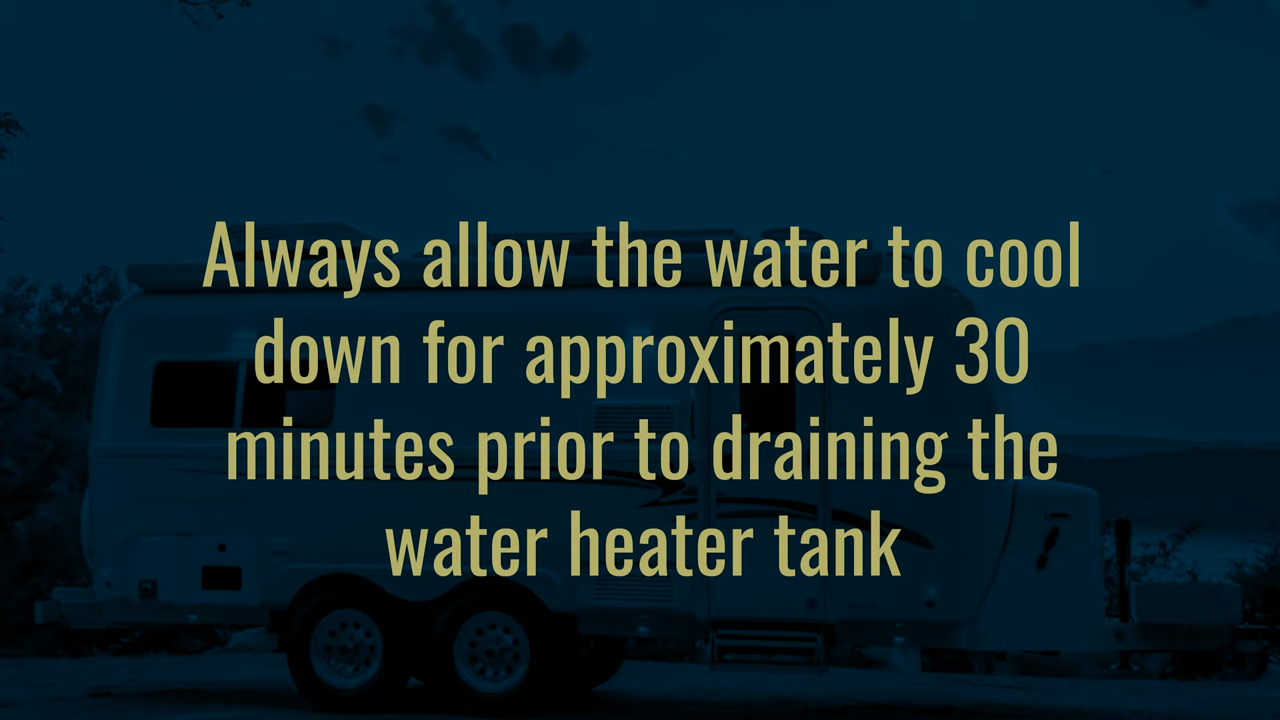 Always allow the water to cool
down for approximately 30
minutes prior to draining the
water heater tank